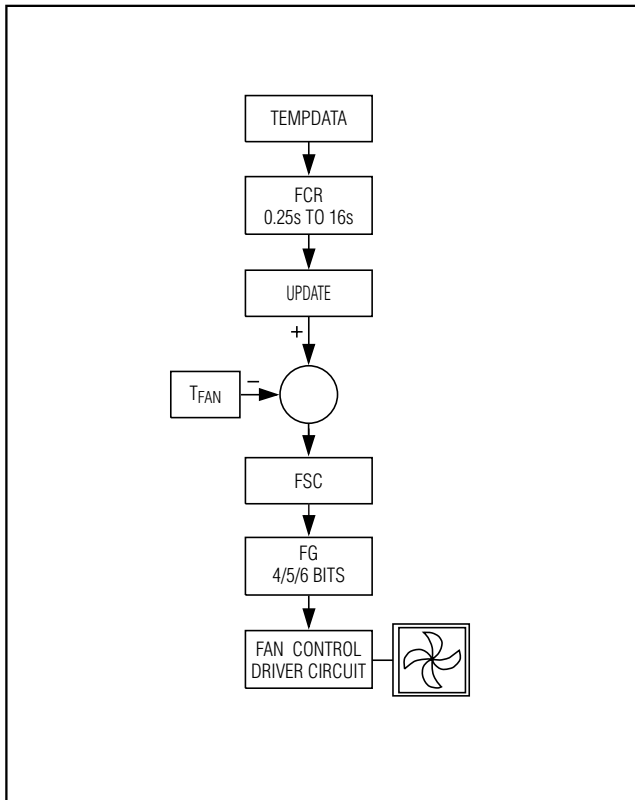 TEMPDATA
FCR
0.25s TO 16s
UPDATE
+
TFAN
−
FSC
FG
4/5/6 BITS
FAN CONTROL
DRIVER CIRCUIT